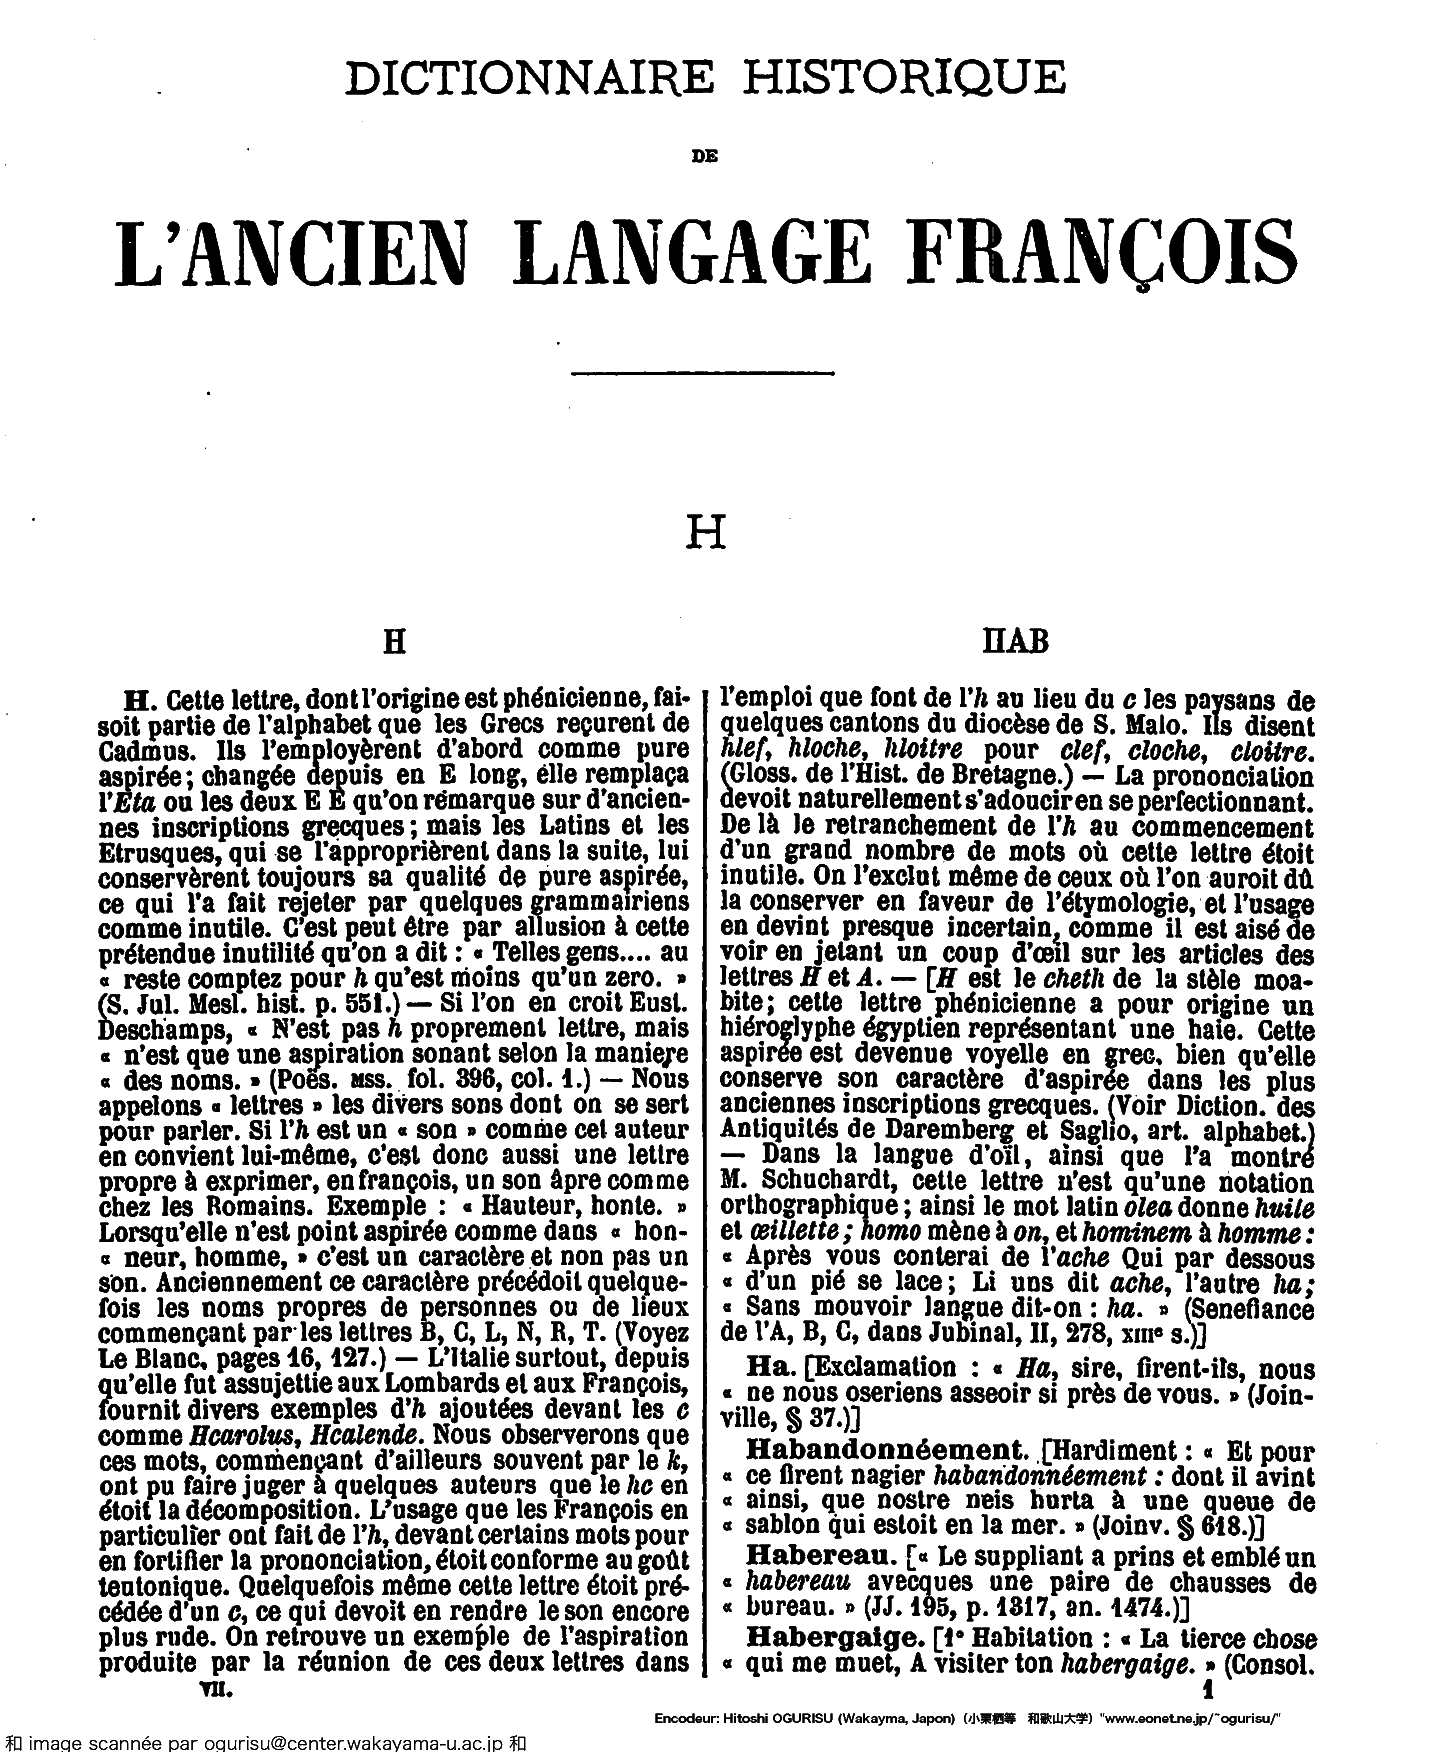 DICTIONNAIRE HISTORIQUE
DE
L'ANCIEN LANGAGE FRANÇOIS
H
H
HAB
H. Cette lettre, dont l'origine est phénicienne, fai-
soit partie de l'alphabet que les Grecs reçurent de
Cadmus. Ils l'employèrent d'abord comme pure
aspirée; changée depuis en E long, elle remplaça
l'Eta ou les deux E E qu'on remarque sur d'ancien-
nes inscriptions grecques; mais les Latins et les
Etrusques, qui se l'approprièrent dans la suite, lui
conservèrent toujours sa qualité de pure aspirée,
ce qui l'a fait rejeter par quelques grammairiens
comme inutile. C'est peut être par allusion à cette
prétendue inutilité qu'on a dit : « Telles gens.... au
« reste comptez pour h qu'est moins qu'un zero. »
(S. Jul. Mesl. hist. p. 551.) — Si l'on en croit Eust.
Deschamps, « N'est pas h proprement lettre, mais
« n'est que une aspiration sonant selon la maniere
« des noms. » (Poës. MSS. fol. 396, col. 1.) — Nous
appelons « lettres » les divers sons dont on se sert
pour parler. Si l'h est un « son » comme cet auteur
en convient lui-même, c'est donc aussi une lettre
propre à exprimer, en françois, un son âpre comme
chez les Romains. Exemple : « Hauteur, honte. »
Lorsqu'elle n'est point aspirée comme dans « hon-
« neur, homme, » c'est un caractère et non pas un
son. Anciennement ce caractère précédoit quelque-
fois les noms propres de personnes ou de lieux
commençant par les lettres B, C, L, N, R, T. (Voyez
Le Blanc, pages 16, 127.) — L'Italie surtout, depuis
qu'elle fut assujettie aux Lombards et aux François,
fournit divers exemples d'h ajoutées devant les c
comme Hcarolus, Hcalende. Nous observerons que
ces mots, commençant d'ailleurs souvent par le k,
ont pu faire juger à quelques auteurs que le hc en
étoit la décomposition. L'usage que les François en
particulier ont fait de l'h, devant certains mots pour
en fortifier la prononciation, étoit conforme au goût
teutonique. Quelquefois même cette lettre étoit pré-
cédée d'un c, ce qui devoit en rendre le son encore
plus rude. On retrouve un exemple de l'aspiration
produite par la réunion de ces deux lettres dans
VII.
l'emploi que font de l'h au lieu du c les paysans de
quelques cantons du diocèse de S. Malo. Ils disent
hlef, hloche, hloitre pour clef, cloche, cloître.
(Gloss. de l'Hist. de Bretagne.) — La prononciation
devoit naturellement s'adoucir en se perfectionnant.
De là le retranchement de l'h au commencement
d'un grand nombre de mots où cette lettre étoit
inutile. On l'exclut même de ceux où l'on auroit dû
la conserver en faveur de l'étymologie, et l'usage
en devint presque incertain, comme il est aisé de
voir en jetant un coup d'œil sur les articles des
lettres H et A. — [H est le cheth de la stèle moa-
bite; cette lettre phénicienne a pour origine un
hiéroglyphe égyptien représentant une haie. Cette
aspirée est devenue voyelle en grec, bien qu'elle
conserve son caractère d'aspirée dans les plus
anciennes inscriptions grecques. (Voir Diction. des
Antiquités de Daremberg et Saglio, art. alphabet.)
— Dans la langue d'oïl, ainsi que l'a montré
M. Schuchardt, cette lettre n'est qu'une notation
orthographique; ainsi le mot latin olea donne huile
et œillette; homo mène à on, et hominem à homme :
« Après vous conterai de l'ache Qui par dessous
« d'un pié se lace; Li uns dit ache, l'autre ha;
« Sans mouvoir langue dit-on : ha. » (Senefiance
de l'A, B, C, dans Jubinal, II, 278, XIIIe s.)]
Ha. [Exclamation : « Ha, sire, firent-ils, nous
« ne nous oseriens asseoir si près de vous. » (Join-
ville, § 37.)]
Habandonnéement. [Hardiment : « Et pour
« ce firent nagier habandonnéement : dont il avint
« ainsi, que nostre neis hurta à une queue de
« sablon qui estoit en la mer. » (Joinv. § 618.)]
Habereau. [« Le suppliant a prins et emblé un
« habereau avecques une paire de chausses de
« bureau. » (JJ. 195, p. 1317, an. 1474.)]
Habergaige. [1° Habitation : « La tierce chose
« qui me muet, A visiter ton habergaige. » (Consol.
1
Encodeur: Hitoshi OGURISU (Wakayma, Japon) (小栗栖等 和歌山大学) "www.eonet.ne.jp/~ogurisu/"
和 image scannée par ogurisu@center.wakayama-u.ac.jp 和